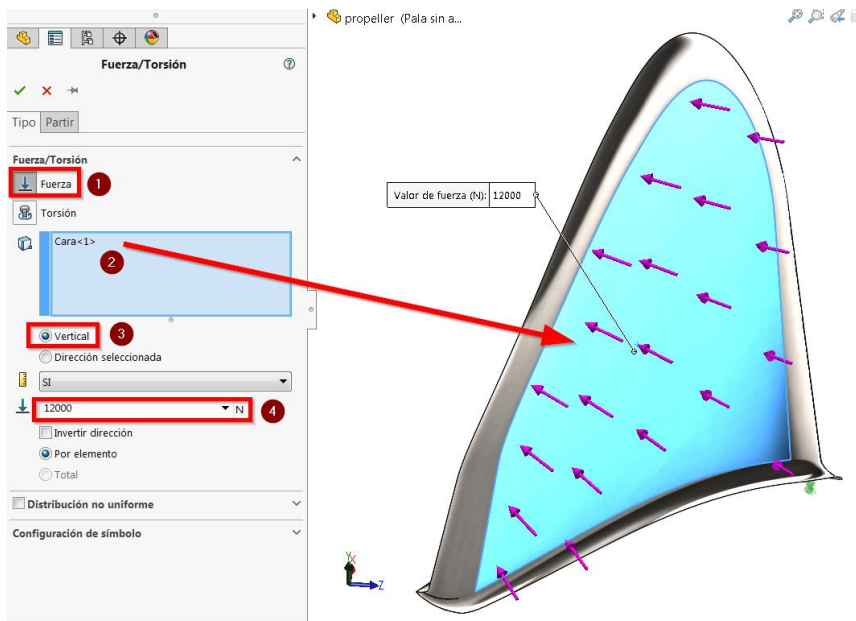 propeller (Pala sin a...
Fuerza/Torsión
Tipo Partir
Fuerza/Torsión
Fuerza 1
Torsión
Cara<1>
2
Vertical 3
Dirección seleccionada
SI
12000 N 4
Invertir dirección
Por elemento
Total
Distribución no uniforme
Configuración de símbolo
Valor de fuerza (N): 12000
Y
X
Z